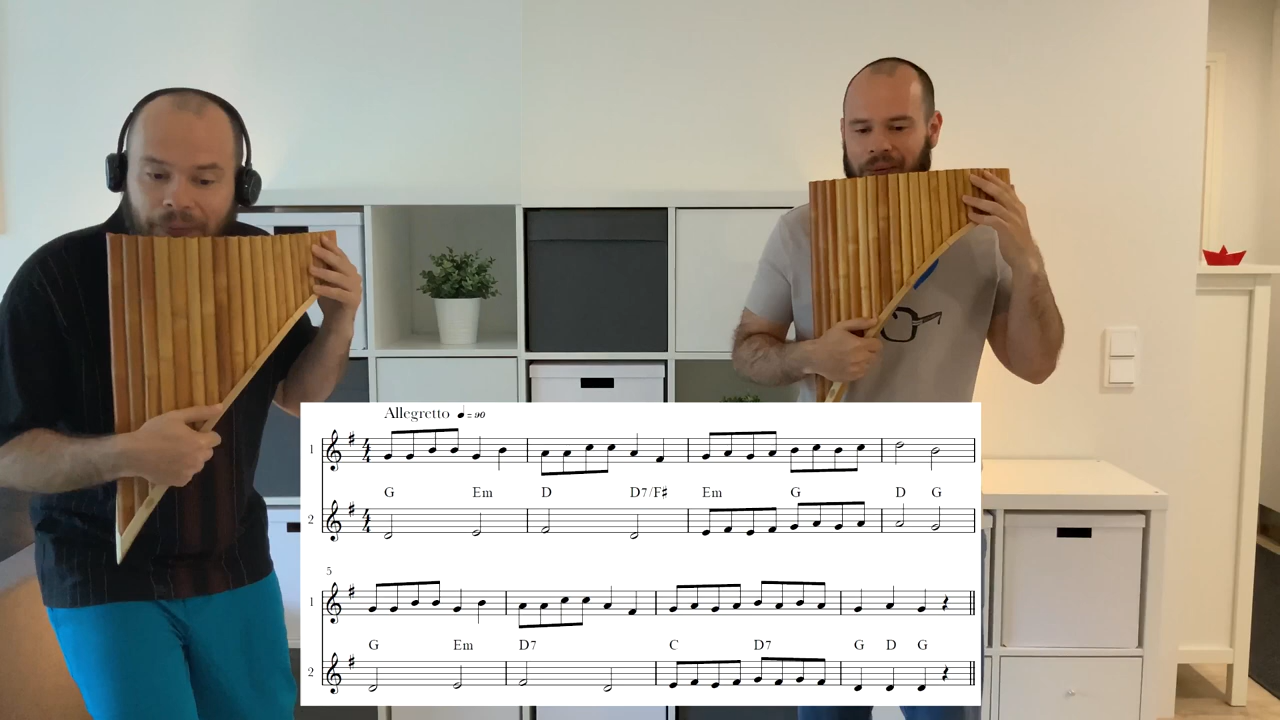 Allegretto ♩= 90
1
G Em D D7/F♯ Em G D G
2
5
1
G Em D7 C D7 G D G
2